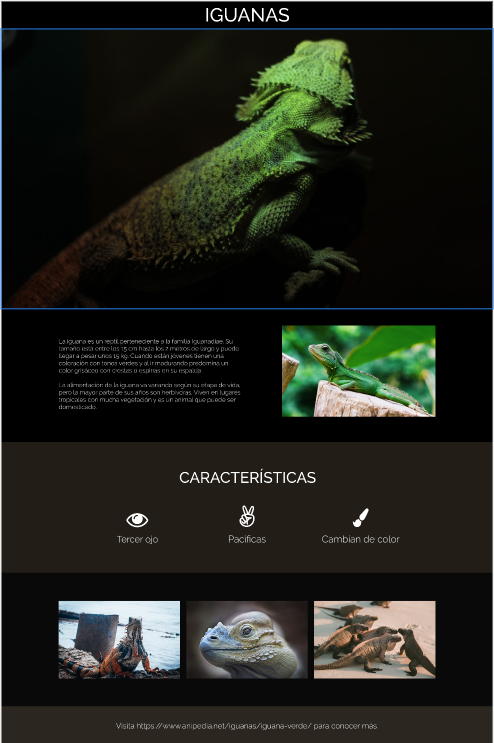 IGUANAS
La iguana es un reptil perteneciente a la familia Iguanadiae. Su
tamaño está entre los 15 cm hasta los 2 metros de largo y puede
llegar a pesar unos 15 kg. Cuando están jóvenes tienen una
coloración con tonos verdes y al ir madurando predomina un
color grisáceo con crestas o espinas en su espalda
La alimentación de la iguana va variando según su etapa de vida,
pero la mayor parte de sus años son herbívoras. Viven en lugares
tropicales con mucha vegetación y es un animal que puede ser
domesticado.
CARACTERÍSTICAS
Tercer ojo
Pacíficas
Cambian de color
Visita https://www.anipedia.net/iguanas/iguana-verde/ para conocer más.